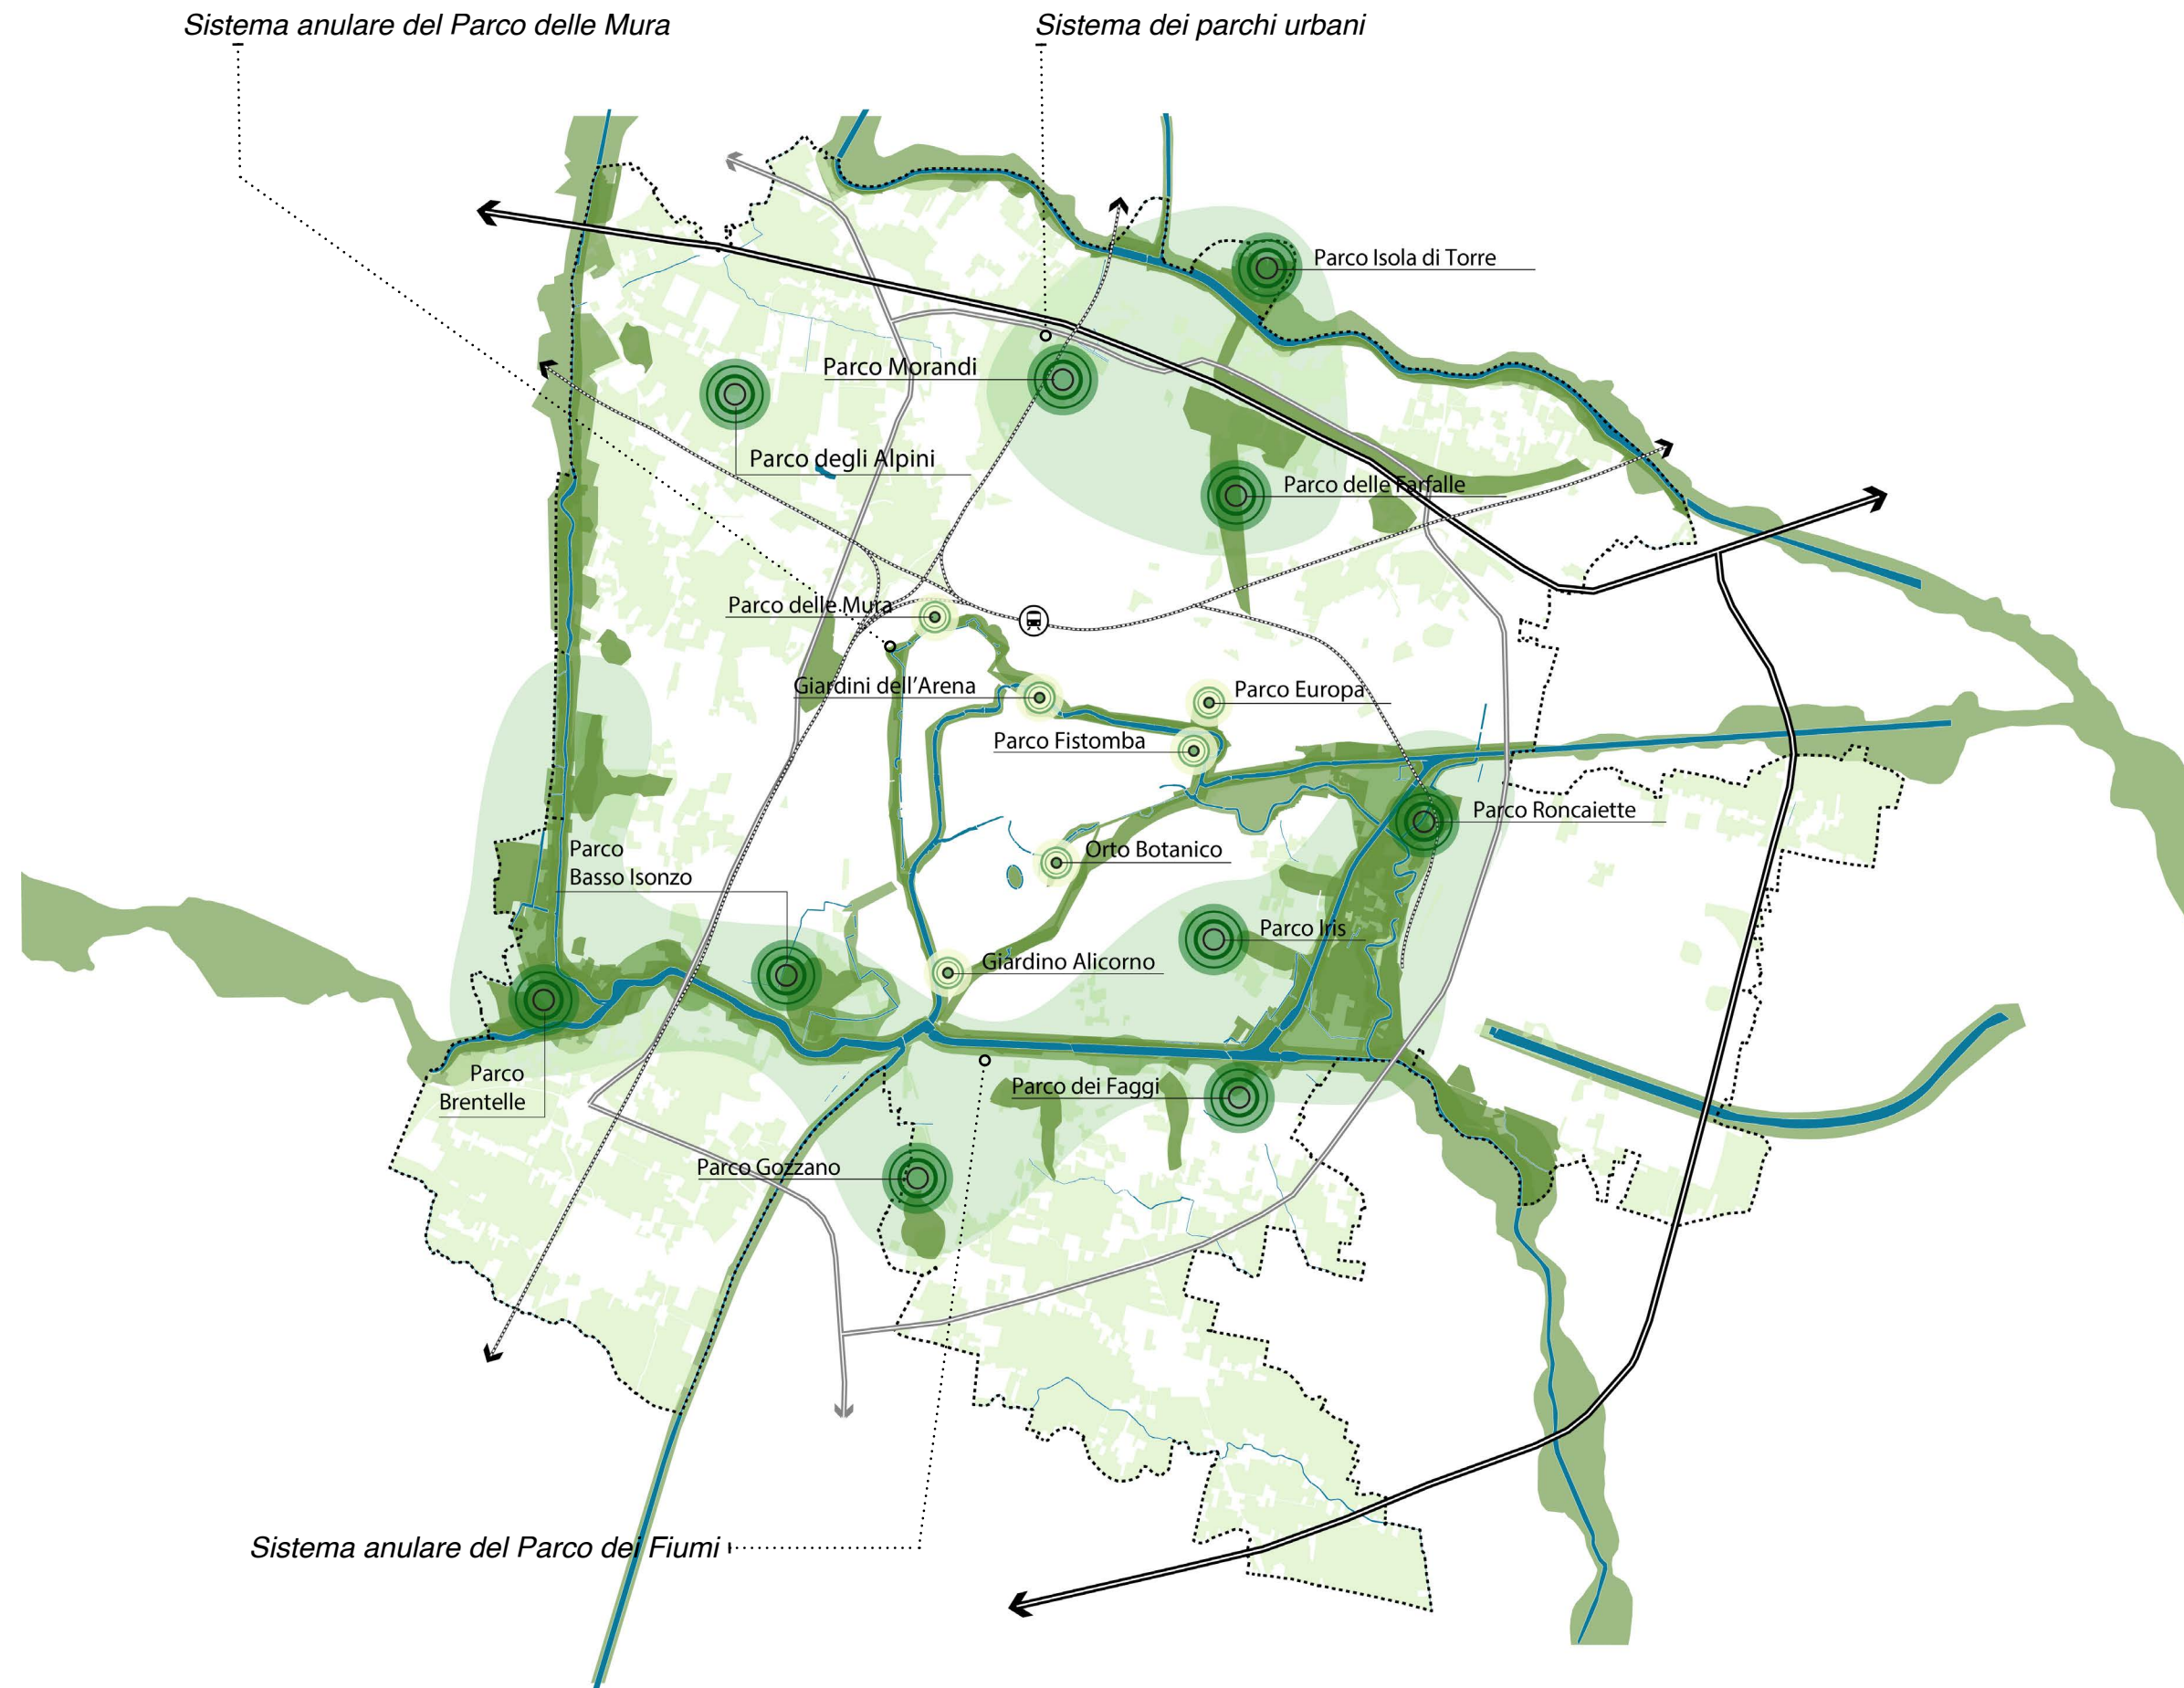 Sistema anulare del Parco delle Mura
Sistema dei parchi urbani
Parco Isola di Torre
Parco Morandi
Parco degli Alpini
Parco delle Farfalle
Parco delle Mura
Giardini dell'Arena
Parco Europa
Parco Fistomba
Parco Roncaiette
Parco
Basso Isonzo
Orto Botanico
Parco Iris
Giardino Alicorno
Parco
Brentelle
Parco dei Faggi
Parco Gozzano
Sistema anulare del Parco dei Fiumi